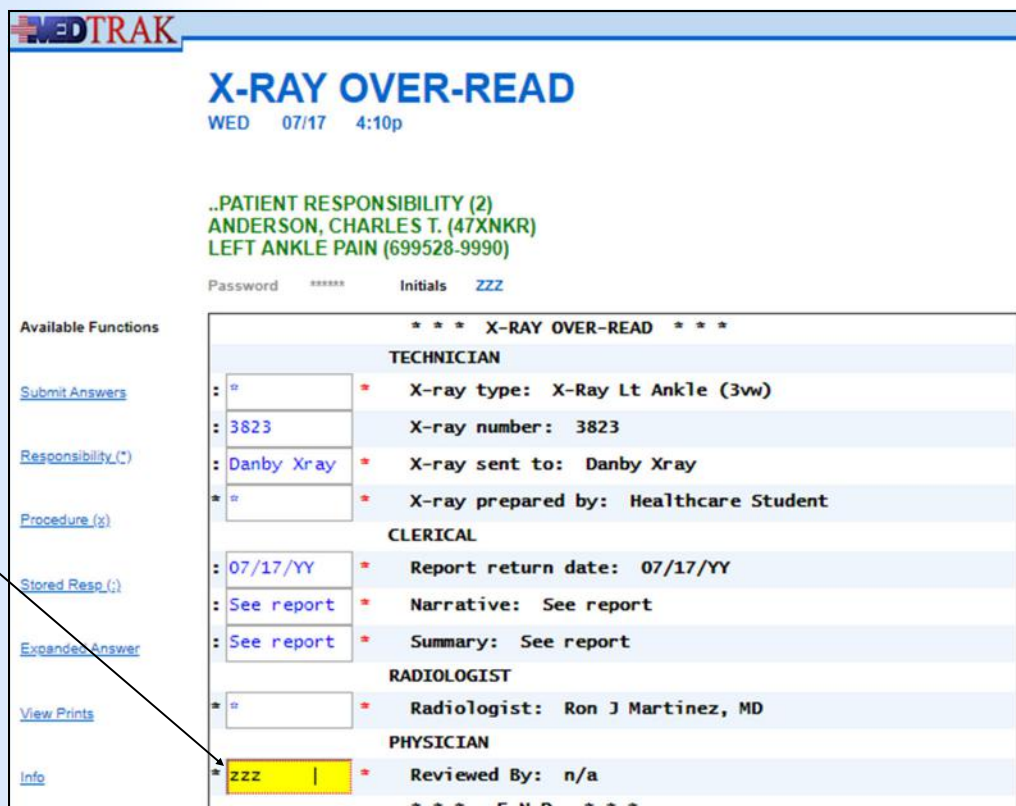 MEDTRAK
X-RAY OVER-READ
WED 07/17 4:10p
..PATIENT RESPONSIBILITY (2)
ANDERSON, CHARLES T. (47XNKR)
LEFT ANKLE PAIN (699528-9990)
Password ****** Initials ZZZ
Available Functions
Submit Answers
Responsibility (*)
Procedure (x)
Stored Resp (;)
Expanded Answer
View Prints
Info
* * * X-RAY OVER-READ * * *
TECHNICIAN
: * * X-ray type: X-Ray Lt Ankle (3vw)
: 3823 X-ray number: 3823
: Danby Xray * X-ray sent to: Danby Xray
* * * X-ray prepared by: Healthcare Student
CLERICAL
: 07/17/YY * Report return date: 07/17/YY
: See report * Narrative: See report
: See report * Summary: See report
RADIOLOGIST
* * * Radiologist: Ron J Martinez, MD
PHYSICIAN
* zzz * Reviewed By: n/a
* * * E N D * * *